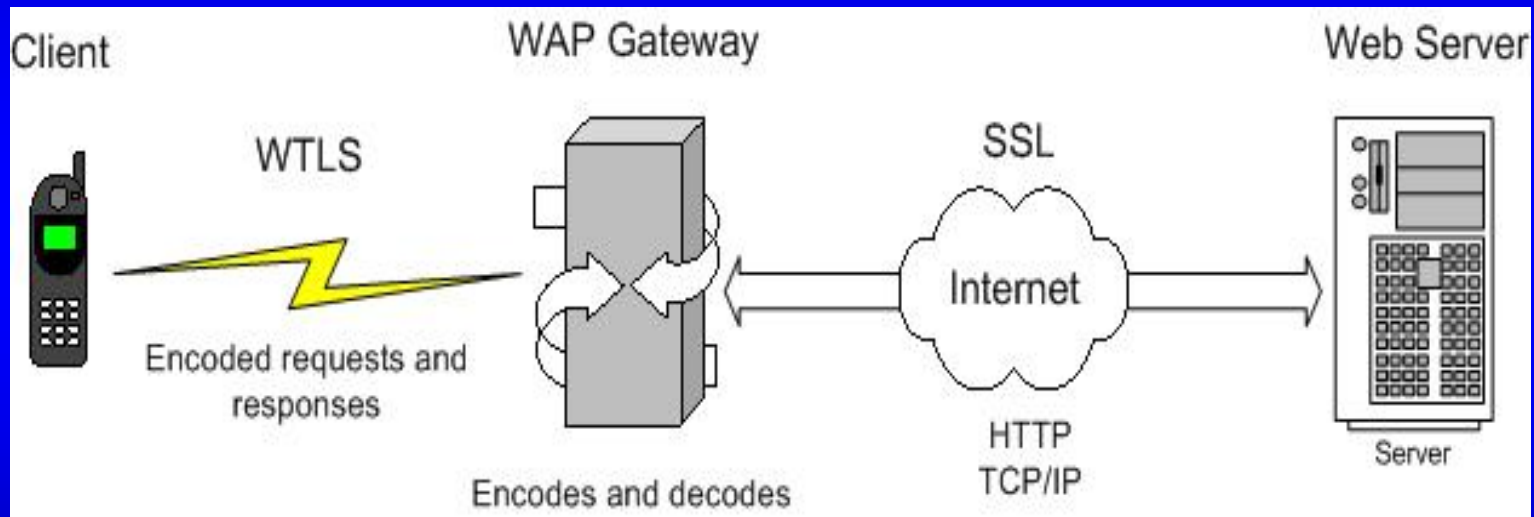 Client
WAP Gateway
Web Server
WTLS
SSL
Internet
Encoded requests and
responses
HTTP
TCP/IP
Server
Encodes and decodes